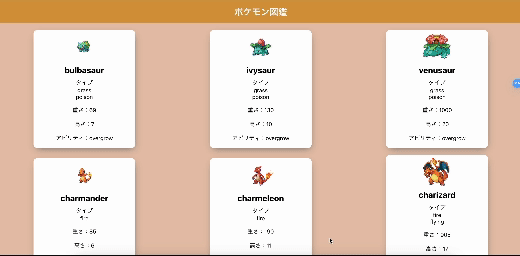 ポケモン図鑑
bulbasaur
タイプ
grass
poison
重さ：69
高さ：7
アビリティ：overgrow
ivysaur
タイプ
grass
poison
重さ：130
高さ：10
アビリティ：overgrow
venusaur
タイプ
grass
poison
重さ：1000
高さ：20
アビリティ：overgrow
charmander
タイプ
fire
重さ：85
高さ：6
charmeleon
タイプ
fire
重さ：190
高さ：11
charizard
タイプ
fire
flying
重さ：905
高さ：17